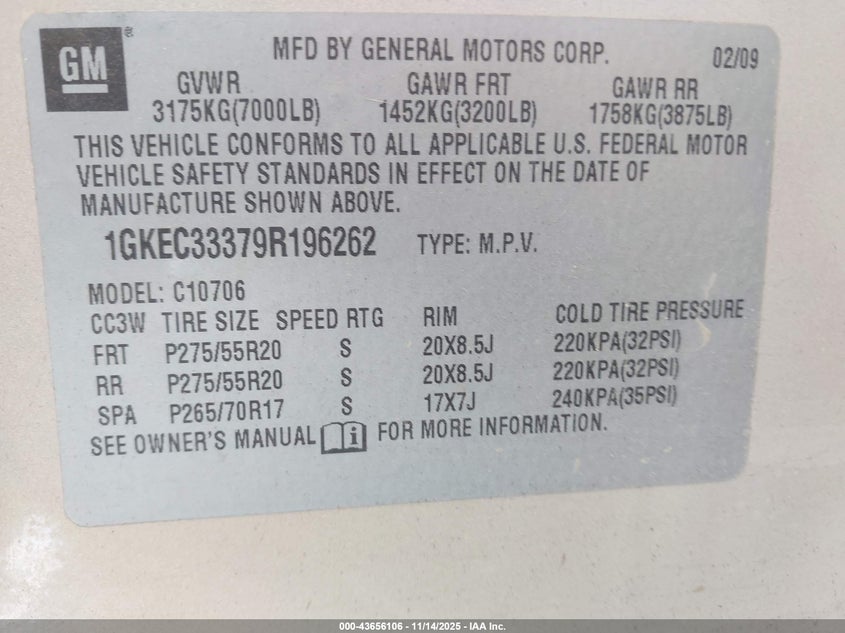 GM ® MFD BY GENERAL MOTORS CORP. 02/09
GVWR GAWR FRT GAWR RR
3175KG(7000LB) 1452KG(3200LB) 1758KG(3875LB)
THIS VEHICLE CONFORMS TO ALL APPLICABLE U.S. FEDERAL MOTOR
VEHICLE SAFETY STANDARDS IN EFFECT ON THE DATE OF
MANUFACTURE SHOWN ABOVE.
1GKEC33379R196262 TYPE: M.P.V.
MODEL: C10706
CC3W TIRE SIZE SPEED RTG RIM COLD TIRE PRESSURE
FRT P275/55R20 S 20X8.5J 220KPA(32PSI)
RR P275/55R20 S 20X8.5J 220KPA(32PSI)
SPA P265/70R17 S 17X7J 240KPA(35PSI)
SEE OWNER'S MANUAL i FOR MORE INFORMATION.
000-43656106 - 11/14/2025 - IAA Inc.